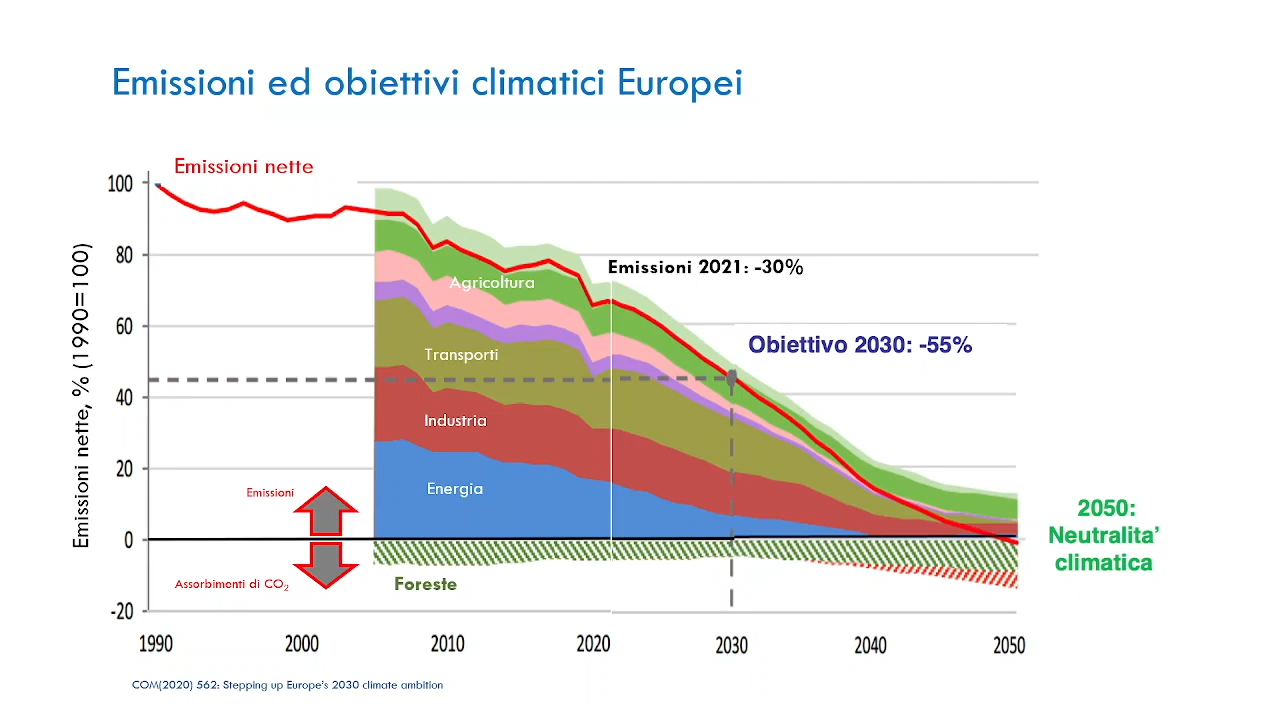 Emissioni ed obiettivi climatici Europei
Emissioni nette
Emissioni nette, % (1990=100)
100
80
60
40
20
0
-20
Emissioni 2021: -30%
Obiettivo 2030: -55%
Agricoltura
Transporti
Industria
Energia
Emissioni
Assorbimenti di CO₂
Foreste
2050:
Neutralita’
climatica
1990 2000 2010 2020 2030 2040 2050
COM(2020) 562: Stepping up Europe’s 2030 climate ambition